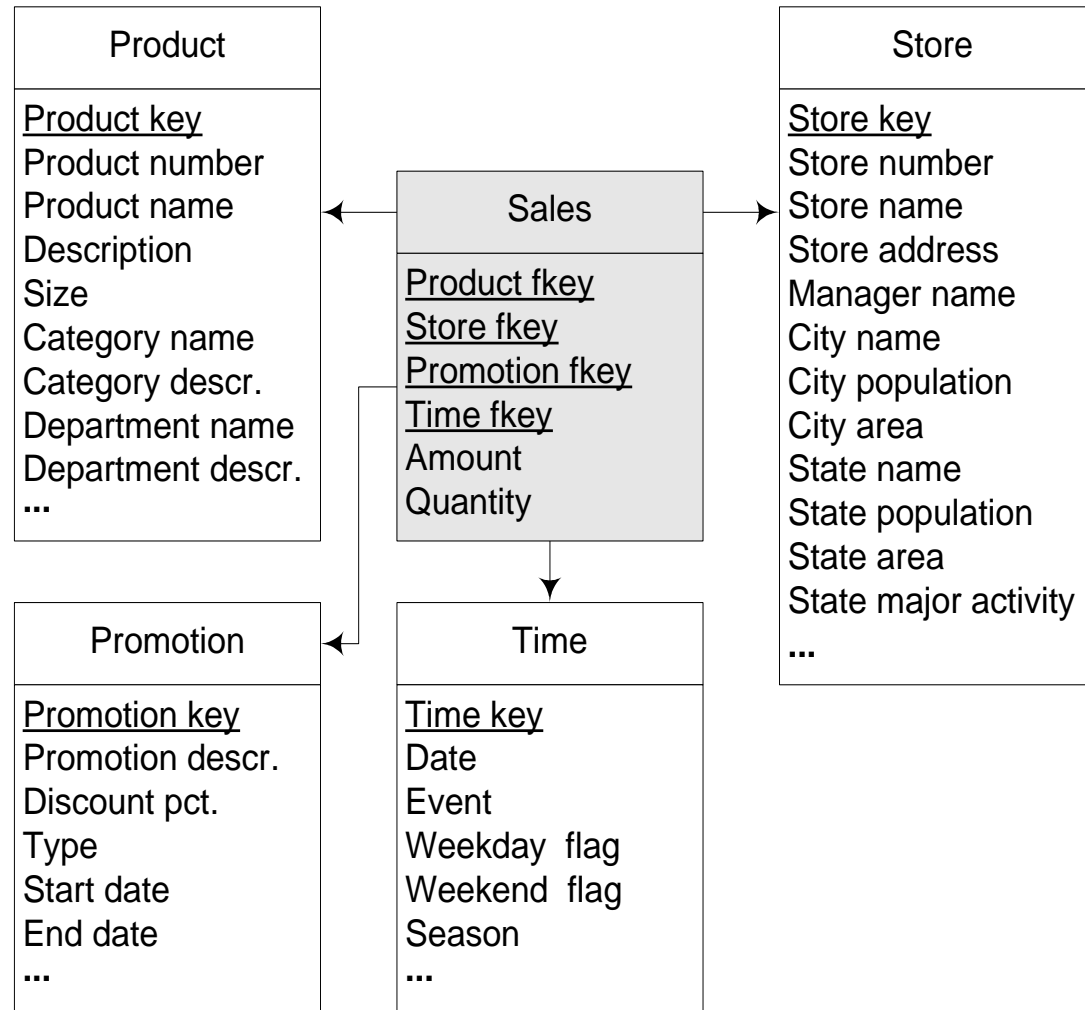 Product
Product key
Product number
Product name
Description
Size
Category name
Category descr.
Department name
Department descr.
...
Sales
Product fkey
Store fkey
Promotion fkey
Time fkey
Amount
Quantity
Store
Store key
Store number
Store name
Store address
Manager name
City name
City population
City area
State name
State population
State area
State major activity
...
Promotion
Promotion key
Promotion descr.
Discount pct.
Type
Start date
End date
...
Time
Time key
Date
Event
Weekday flag
Weekend flag
Season
...